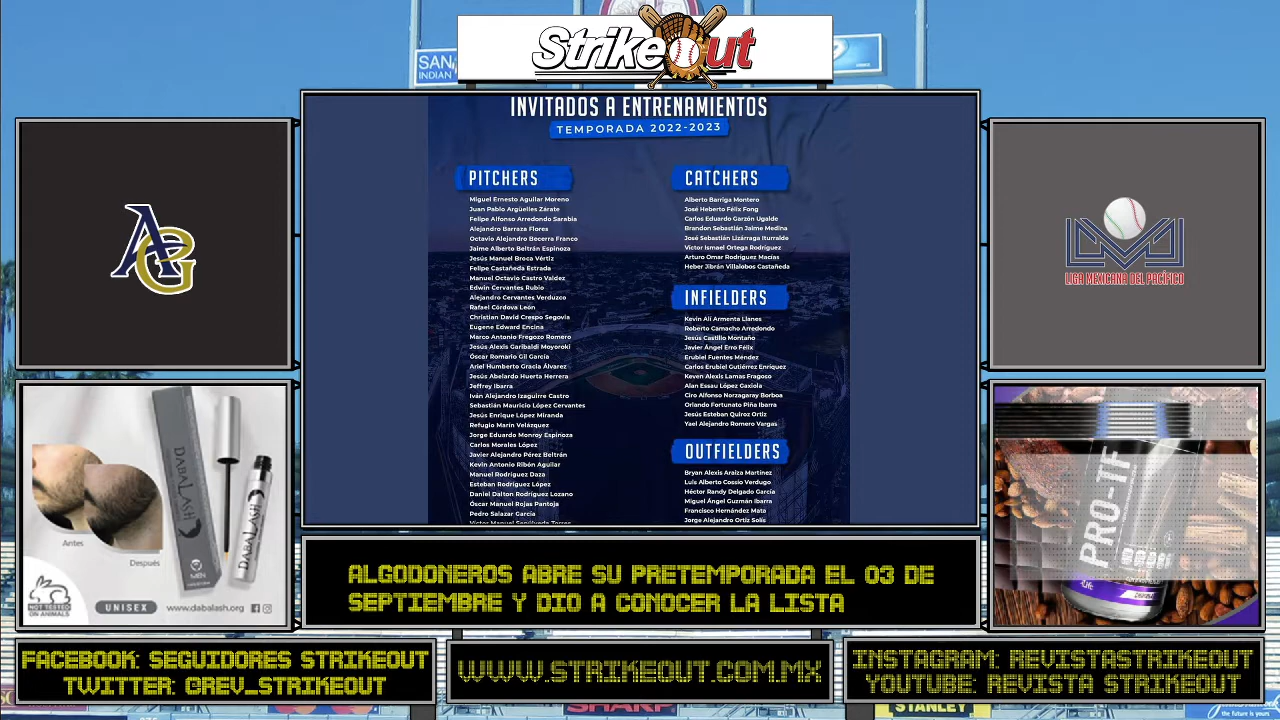 StrikeOut
SAN
INDIAN
INVITADOS A ENTRENAMIENTOS
TEMPORADA 2022-2023
PITCHERS
Miguel Ernesto Aguilar Moreno
Juan Pablo Argüelles Zárate
Felipe Alfonso Arredondo Sarabia
Alejandro Barraza Flores
Octavio Alejandro Becerra Franco
Jaime Alberto Beltrán Espinoza
Jesús Manuel Broca Vértiz
Felipe Castañeda Estrada
Manuel Octavio Castro Valdez
Edwin Cervantes Rubio
Alejandro Cervantes Verduzco
Rafael Córdova León
Christian David Crespo Segovia
Eugene Edward Encina
Marco Antonio Fregozo Romero
Jesús Alexis Garibaldi Moyoroki
Óscar Romario Gil García
Ariel Humberto Gracia Álvarez
Jesús Abelardo Huerta Herrera
Jeffrey Ibarra
Iván Alejandro Izaguirre Castro
Sebastián Mauricio López Cervantes
Jesús Enrique López Miranda
Refugio Marín Velázquez
Jorge Eduardo Monroy Espinoza
Carlos Morales López
Javier Alejandro Pérez Beltrán
Kevin Antonio Ribón Aguilar
Manuel Rodríguez Daza
Esteban Rodríguez López
Daniel Dalton Rodríguez Lozano
Óscar Manuel Rojas Pantoja
Pedro Salazar García
Víctor Manuel Sepúlveda Torres
CATCHERS
Alberto Barriga Montero
José Heberto Félix Fong
Carlos Eduardo Garzón Ugalde
Brandon Sebastián Jaime Medina
José Sebastián Lizárraga Iturralde
Víctor Ismael Ortega Rodríguez
Arturo Omar Rodríguez Macías
Heber Jibrán Villalobos Castañeda
INFIELDERS
Kevin Alí Armenta Llanes
Roberto Camacho Arredondo
Jesús Castillo Montaño
Javier Ángel Erro Félix
Erubiel Fuentes Méndez
Carlos Erubiel Gutiérrez Enríquez
Keven Alexis Lamas Fragoso
Alan Essau López Gaxiola
Ciro Alfonso Norzagaray Borboa
Orlando Fortunato Piña Ibarra
Jesús Esteban Quiroz Ortiz
Yael Alejandro Romero Vargas
OUTFIELDERS
Bryan Alexis Araiza Martínez
Luis Alberto Cossío Verdugo
Héctor Randy Delgado García
Miguel Ángel Guzmán Ibarra
Francisco Hernández Mata
Jorge Alejandro Ortiz Solís
AG
LIGA MEXICANA DEL PACÍFICO
Antes
Después
DABALASH
MEN
DABALASH
NOT TESTED
ON ANIMALS
UNISEX
www.dabalash.org
PRO-TF
ALGODONEROS ABRE SU PRETEMPORADA EL 03 DE
SEPTIEMBRE Y DIO A CONOCER LA LISTA
FACEBOOK: SEGUIDORES STRIKEOUT
TWITTER: @REV_STRIKEOUT
WWW.STRIKEOUT.COM.MX
INSTAGRAM: REVISTASTRIKEOUT
YOUTUBE: REVISTA STRIKEOUT
SHARP
STANLEY